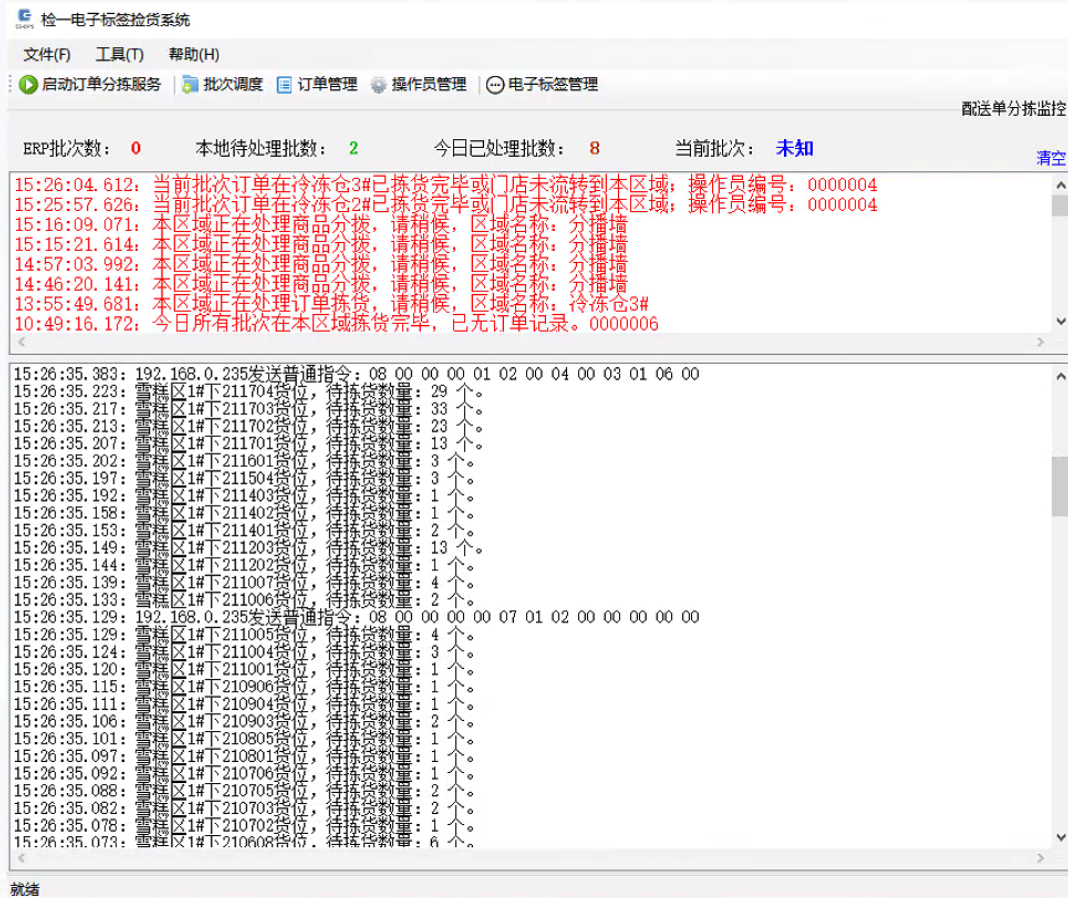 检一电子标签捡货系统
文件(F) 工具(T) 帮助(H)
启动订单分拣服务 批次调度 订单管理 操作员管理 电子标签管理
配送单分拣监控
ERP批次数： 0 本地待处理批数： 2 今日已处理批数： 8 当前批次： 未知
清空
15:26:04.612: 当前批次订单在冷冻仓3#已拣货完毕或门店未流转到本区域；操作员编号：0000004
15:25:57.626: 当前批次订单在冷冻仓2#已拣货完毕或门店未流转到本区域；操作员编号：0000004
15:16:09.071: 本区域正在处理商品分拨，请稍候，区域名称：分播墙
15:15:21.614: 本区域正在处理商品分拨，请稍候，区域名称：分播墙
14:57:03.992: 本区域正在处理商品分拨，请稍候，区域名称：分播墙
14:46:20.141: 本区域正在处理商品分拨，请稍候，区域名称：分播墙
13:55:49.681: 本区域正在处理订单拣货，请稍候，区域名称：冷冻仓3#
10:49:16.172: 今日所有批次在本区域拣货完毕，已无订单记录。0000006
15:26:35.383: 192.168.0.235发送普通指令：08 00 00 00 01 02 00 04 00 03 01 06 00
15:26:35.223: 雪糕区1#下211704货位，待拣货数量：29 个。
15:26:35.217: 雪糕区1#下211703货位，待拣货数量：33 个。
15:26:35.213: 雪糕区1#下211702货位，待拣货数量：23 个。
15:26:35.207: 雪糕区1#下211701货位，待拣货数量：13 个。
15:26:35.202: 雪糕区1#下211601货位，待拣货数量：3 个。
15:26:35.197: 雪糕区1#下211504货位，待拣货数量：3 个。
15:26:35.192: 雪糕区1#下211403货位，待拣货数量：1 个。
15:26:35.158: 雪糕区1#下211402货位，待拣货数量：1 个。
15:26:35.153: 雪糕区1#下211401货位，待拣货数量：2 个。
15:26:35.149: 雪糕区1#下211203货位，待拣货数量：13 个。
15:26:35.144: 雪糕区1#下211202货位，待拣货数量：1 个。
15:26:35.139: 雪糕区1#下211007货位，待拣货数量：4 个。
15:26:35.133: 雪糕区1#下211006货位，待拣货数量：2 个。
15:26:35.129: 192.168.0.235发送普通指令：08 00 00 00 00 07 01 02 00 00 00 00 00
15:26:35.129: 雪糕区1#下211005货位，待拣货数量：4 个。
15:26:35.124: 雪糕区1#下211004货位，待拣货数量：3 个。
15:26:35.120: 雪糕区1#下211001货位，待拣货数量：1 个。
15:26:35.115: 雪糕区1#下210906货位，待拣货数量：1 个。
15:26:35.111: 雪糕区1#下210904货位，待拣货数量：1 个。
15:26:35.106: 雪糕区1#下210903货位，待拣货数量：2 个。
15:26:35.101: 雪糕区1#下210805货位，待拣货数量：1 个。
15:26:35.097: 雪糕区1#下210801货位，待拣货数量：1 个。
15:26:35.092: 雪糕区1#下210706货位，待拣货数量：1 个。
15:26:35.088: 雪糕区1#下210705货位，待拣货数量：2 个。
15:26:35.082: 雪糕区1#下210703货位，待拣货数量：2 个。
15:26:35.078: 雪糕区1#下210702货位，待拣货数量：1 个。
15:26:35.073: 雪糕区1#下210608货位，待拣货数量：6 个。
就绪